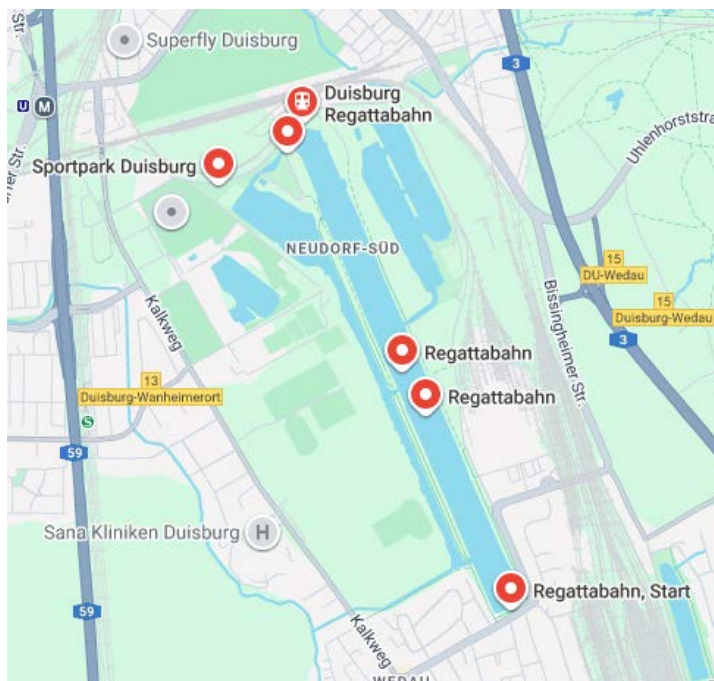 Str.
Superfly Duisburg
3
U M
Duisburg
Regattabahn
Uhlenhorststra
Sportpark Duisburg
NEUDORF-SÜD
15
DU-Wedau
15
Duisburg-Wedau
Kalkweg
Bissingheimer Str.
3
Regattabahn
13
Duisburg-Wanheimerort
Regattabahn
S
59
Sana Kliniken Duisburg H
Regattabahn, Start
59
Kalkweg
WEDAU